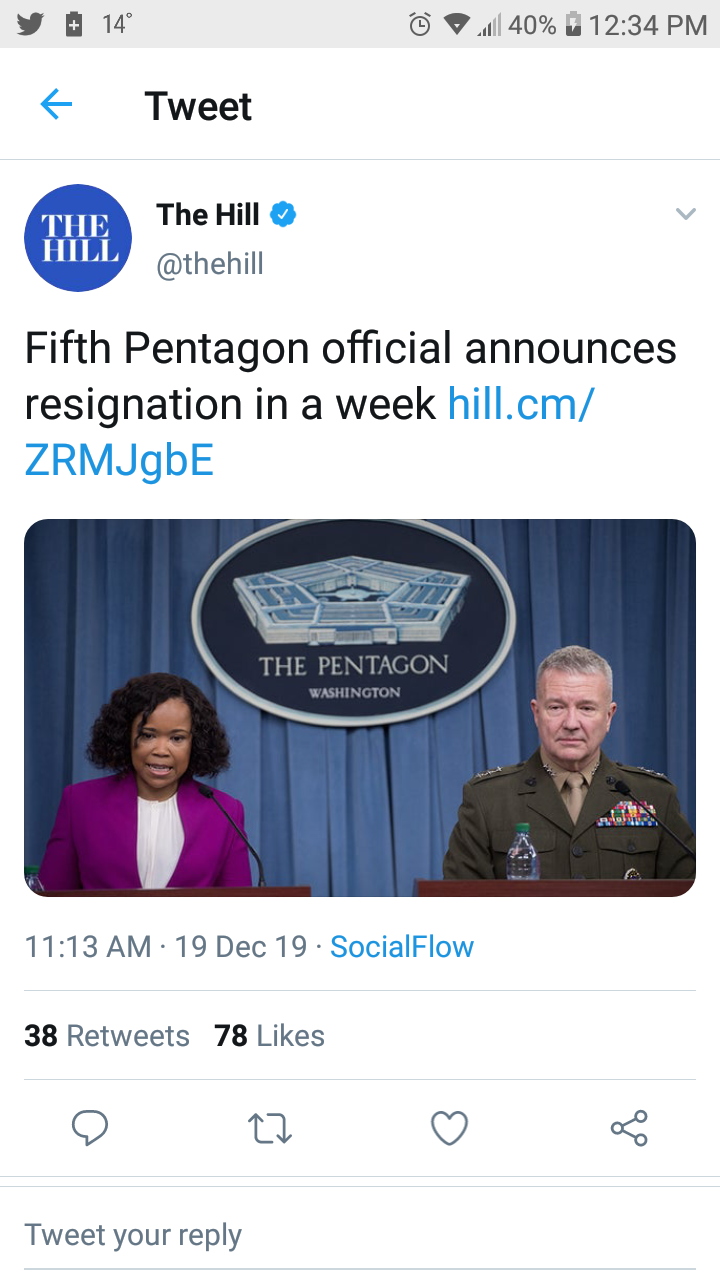 14°
40%
12:34 PM
Tweet
THE
HILL
The Hill
@thehill
Fifth Pentagon official announces
resignation in a week hill.cm/
ZRMJgbE
THE PENTAGON
WASHINGTON
11:13 AM · 19 Dec 19 · SocialFlow
38 Retweets 78 Likes
Tweet your reply